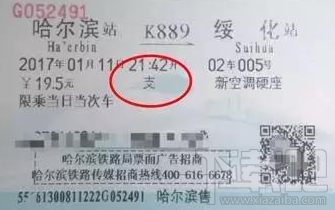 G052491
哈尔滨站 K889 绥化站
Ha'erbin Suihua
2017年01月11日21:42开 02车005号
￥19.5元 支 新空调硬座
限乘当日当次车
哈尔滨铁路局票面广告招商
哈尔滨铁路传媒招商热线400-616-6678
5561300811222G052491 哈尔滨售
www.xiazaiba.com